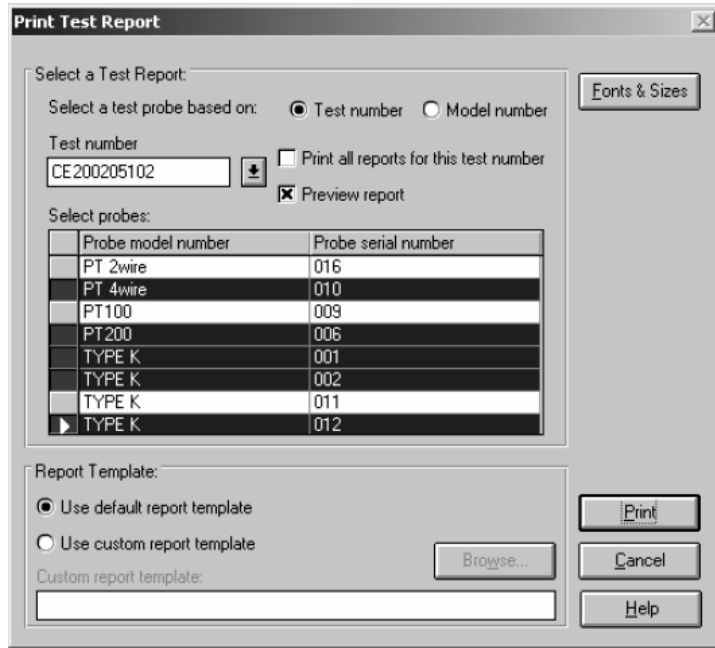 Print Test Report
Select a Test Report:
Fonts & Sizes
Select a test probe based on: Test number Model number
Test number
Print all reports for this test number
CE200205102
Preview report
Select probes:
Probe model number Probe serial number
PT 2wire 016
PT 4wire 010
PT100 009
PT200 006
TYPE K 001
TYPE K 002
TYPE K 011
TYPE K 012
Report Template:
Use default report template
Print
Use custom report template
Browse...
Cancel
Custom report template:
Help